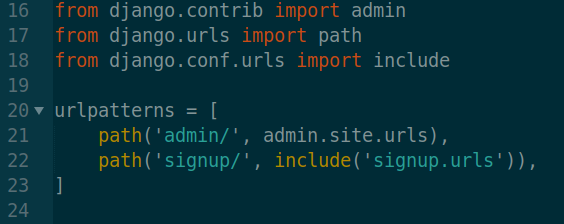 16 from django.contrib import admin
17 from django.urls import path
18 from django.conf.urls import include
19
20 urlpatterns = [
21     path('admin/', admin.site.urls),
22     path('signup/', include('signup.urls')),
23 ]
24